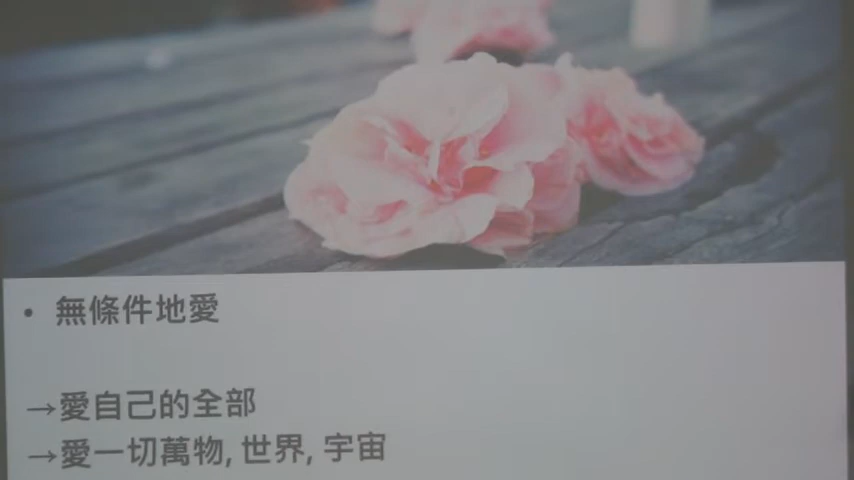 • 無條件地愛
→愛自己的全部
→愛一切萬物, 世界, 宇宙